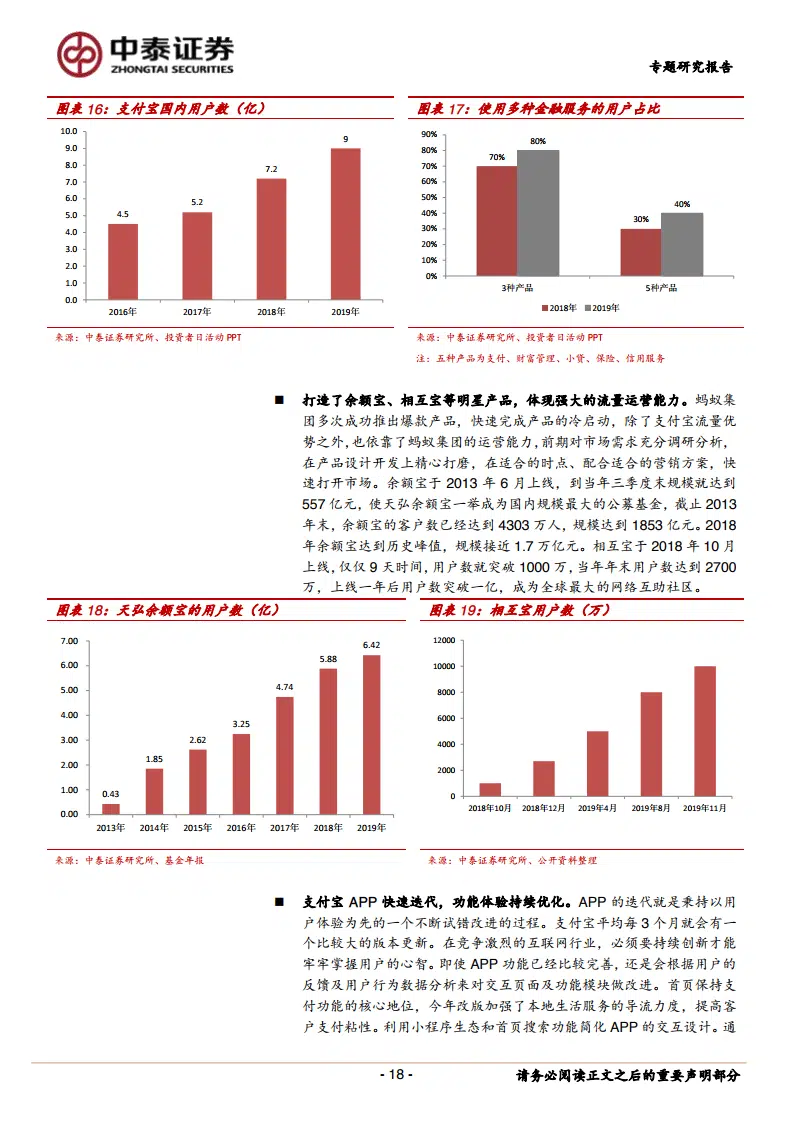 中泰证券
ZHONGTAI SECURITIES
专题研究报告
图表 16：支付宝国内用户数（亿）
10.0
9.0
8.0
7.0
6.0
5.0
4.0
3.0
2.0
1.0
0.0
4.5
5.2
7.2
9
2016年 2017年 2018年 2019年
来源：中泰证券研究所、投资者日活动 PPT
图表 17：使用多种金融服务的用户占比
90%
80%
70%
60%
50%
40%
30%
20%
10%
0%
70%
80%
30%
40%
3种产品 5种产品
2018年 2019年
来源：中泰证券研究所、投资者日活动 PPT
注：五种产品为支付、财富管理、小贷、保险、信用服务
■ 打造了余额宝、相互宝等明星产品，体现强大的流量运营能力。蚂蚁集
团多次成功推出爆款产品，快速完成产品的冷启动，除了支付宝流量优
势之外，也依靠了蚂蚁集团的运营能力，前期对市场需求充分调研分析，
在产品设计开发上精心打磨，在适合的时点、配合适合的营销方案，快
速打开市场。余额宝于 2013 年 6 月上线，到当年三季度末规模就达到
557 亿元，使天弘余额宝一举成为国内规模最大的公募基金，截止 2013
年末，余额宝的客户数已经达到 4303 万人，规模达到 1853 亿元。2018
年余额宝达到历史峰值，规模接近 1.7 万亿元。相互宝于 2018 年 10 月
上线，仅仅 9 天时间，用户数就突破 1000 万，当年年末用户数达到 2700
万，上线一年后用户数突破一亿，成为全球最大的网络互助社区。
图表 18：天弘余额宝的用户数（亿）
7.00
6.00
5.00
4.00
3.00
2.00
1.00
0.00
0.43
1.85
2.62
3.25
4.74
5.88
6.42
2013年 2014年 2015年 2016年 2017年 2018年 2019年
来源：中泰证券研究所、基金年报
图表 19：相互宝用户数（万）
12000
10000
8000
6000
4000
2000
0
2018年10月 2018年12月 2019年4月 2019年8月 2019年11月
来源：中泰证券研究所、公开资料整理
■ 支付宝 APP 快速迭代，功能体验持续优化。APP 的迭代就是秉持以用
户体验为先的一个不断试错改进的过程。支付宝平均每 3 个月就会有一
个比较大的版本更新。在竞争激烈的互联网行业，必须要持续创新才能
牢牢掌握用户的心智。即使 APP 功能已经比较完善，还是会根据用户的
反馈及用户行为数据分析来对交互页面及功能模块做改进。首页保持支
付功能的核心地位，今年改版加强了本地生活服务的导流力度，提高客
户支付粘性。利用小程序生态和首页搜索功能简化 APP 的交互设计。通
- 18 -
请务必阅读正文之后的重要声明部分